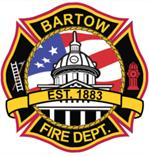 BARTOW
EST. 1883
FIRE DEPT.